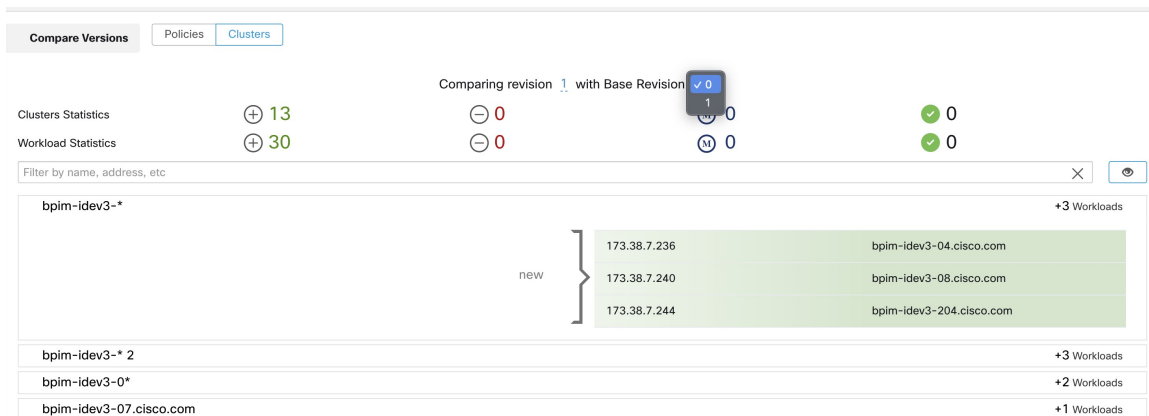 Compare Versions Policies Clusters
Comparing revision 1 with Base Revision ✓ 0
1
Clusters Statistics + 13 − 0 M 0 ✓ 0
Workload Statistics + 30 − 0 M 0 ✓ 0
Filter by name, address, etc
bpim-idev3-* +3 Workloads
173.38.7.236 bpim-idev3-04.cisco.com
new 173.38.7.240 bpim-idev3-08.cisco.com
173.38.7.244 bpim-idev3-204.cisco.com
bpim-idev3-* 2 +3 Workloads
bpim-idev3-0* +2 Workloads
bpim-idev3-07.cisco.com +1 Workloads